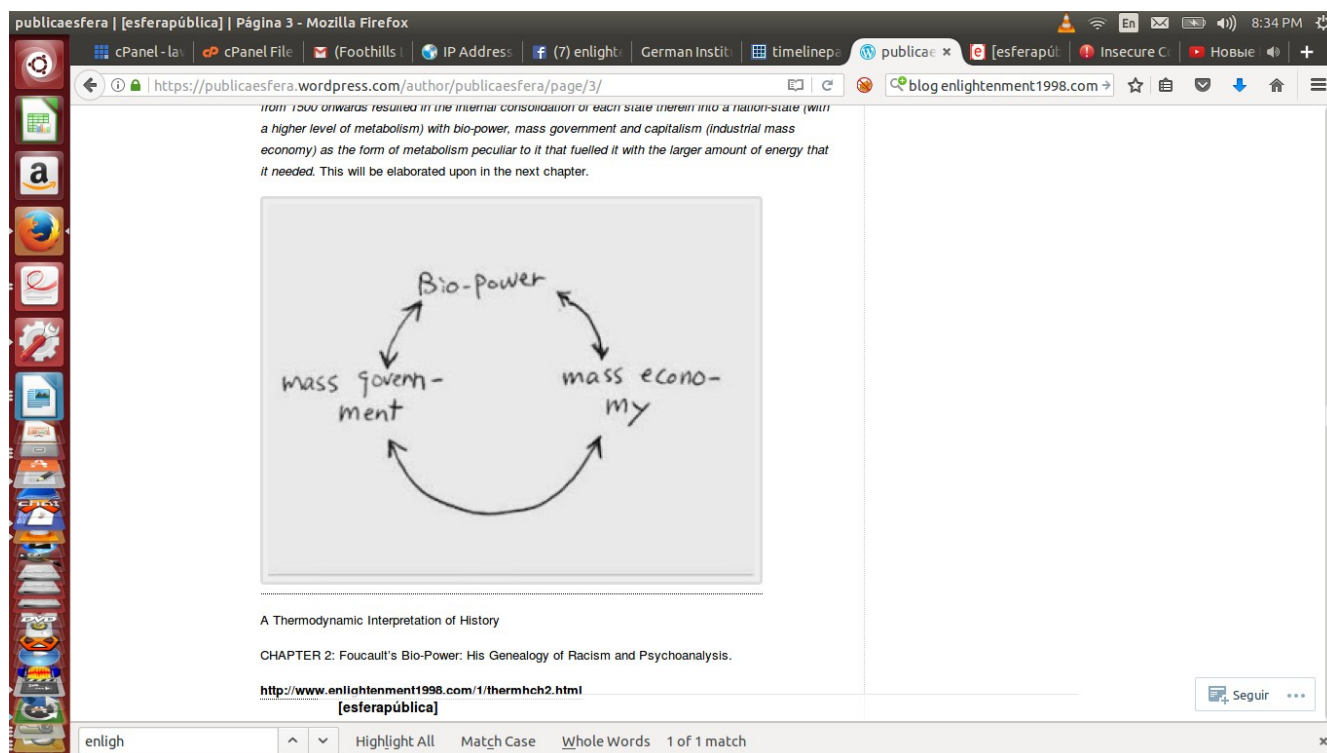 publicaesfera | [esferapública] | Página 3 - Mozilla Firefox
En
8:34 PM
cPanel - la
cPanel File
(Foothills
IP Address
(7) enlighte
German Instit
timelinepa
publicae
[esferapúb
Insecure C
Новые
https://publicaesfera.wordpress.com/author/publicaesfera/page/3/
blog enlightenment1998.com
from 1500 onwards resulted in the internal consolidation of each state therein into a nation-state (with
a higher level of metabolism) with bio-power, mass government and capitalism (industrial mass
economy) as the form of metabolism peculiar to it that fuelled it with the larger amount of energy that
it needed. This will be elaborated upon in the next chapter.
Bio-power
mass govern-
ment
mass econo-
my
A Thermodynamic Interpretation of History
CHAPTER 2: Foucault's Bio-Power: His Genealogy of Racism and Psychoanalysis.
http://www.enlightenment1998.com/1/thermhch2.html
[esferapública]
Seguir
enligh
Highlight All
Match Case
Whole Words
1 of 1 match